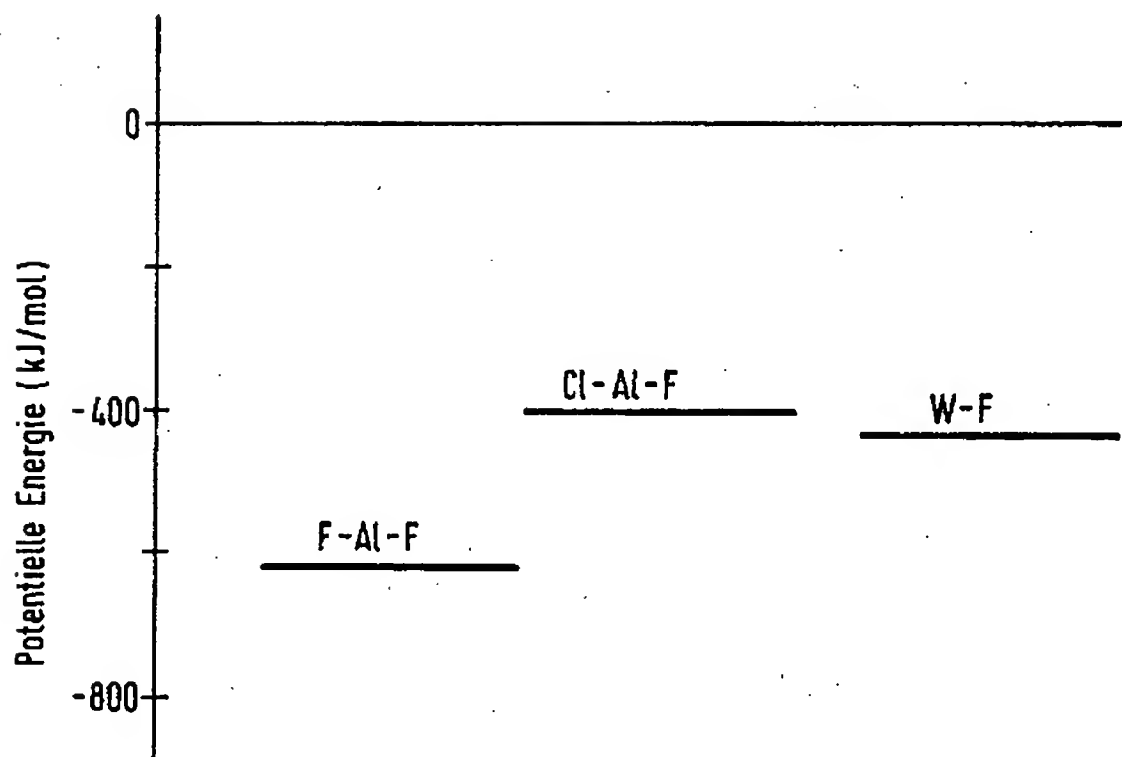 0
Cl-Al-F
-400
W-F
F-Al-F
-800
Potentielle Energie (kJ/mol)